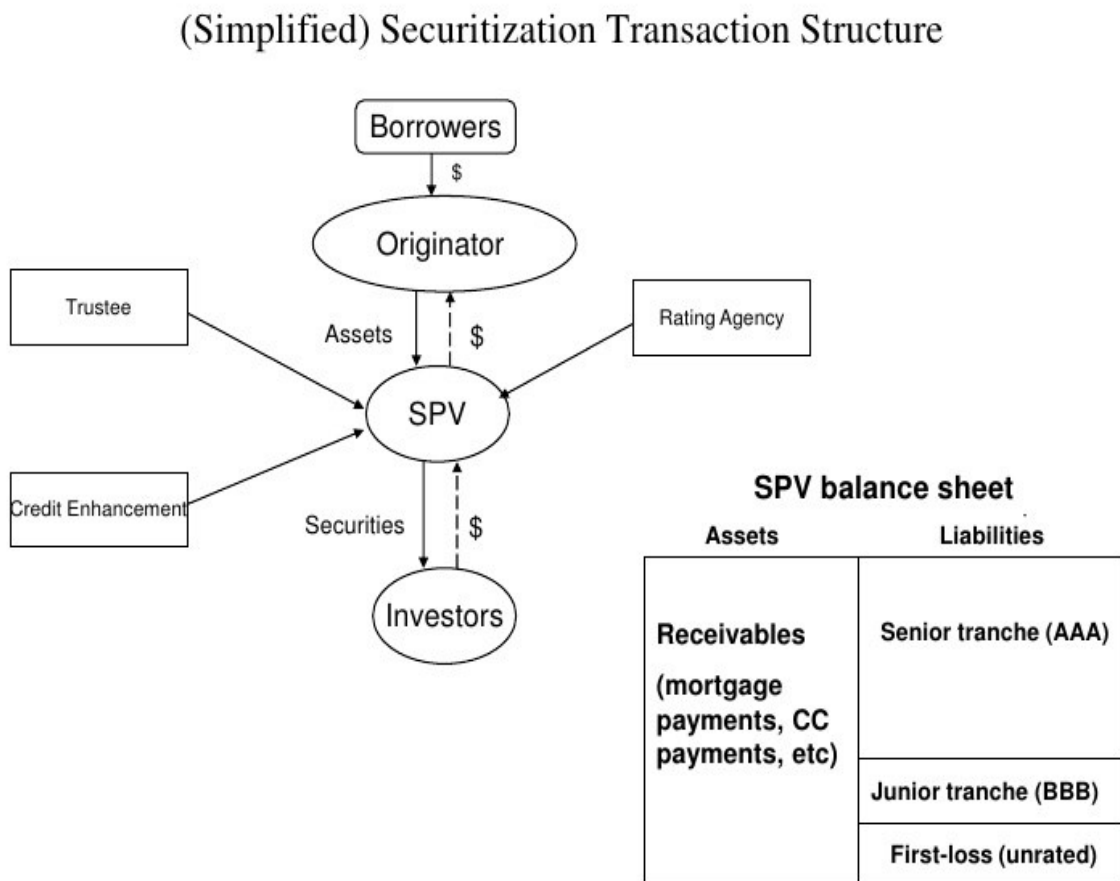 (Simplified) Securitization Transaction Structure
Borrowers
$
Originator
Trustee
Rating Agency
Assets
$
SPV
Credit Enhancement
Securities
$
Investors
SPV balance sheet
Assets
Liabilities
Receivables
(mortgage
payments, CC
payments, etc)
Senior tranche (AAA)
Junior tranche (BBB)
First-loss (unrated)